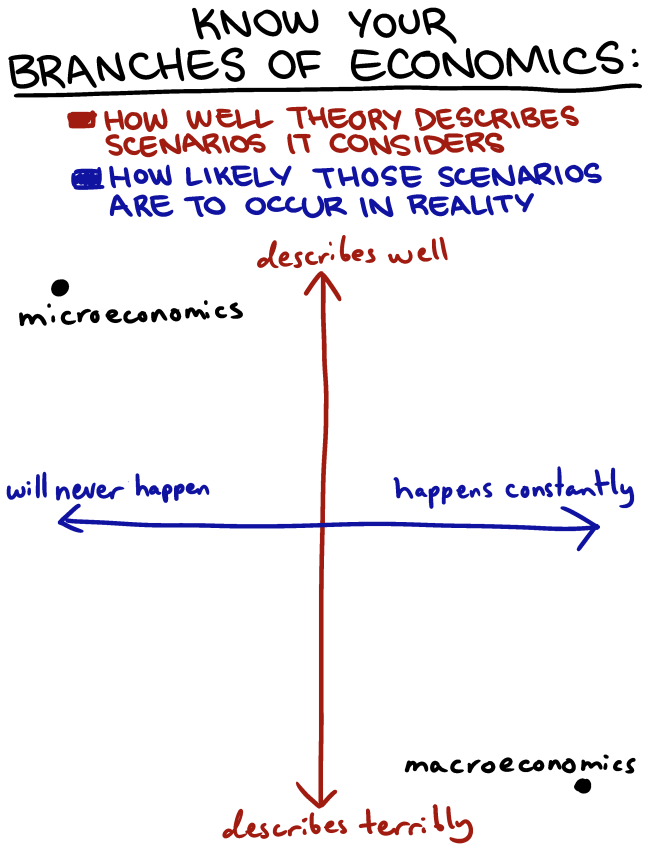 KNOW YOUR
BRANCHES OF ECONOMICS:
HOW WELL THEORY DESCRIBES
SCENARIOS IT CONSIDERS
HOW LIKELY THOSE SCENARIOS
ARE TO OCCUR IN REALITY
describes well
microeconomics
will never happen
happens constantly
macroeconomics
describes terribly